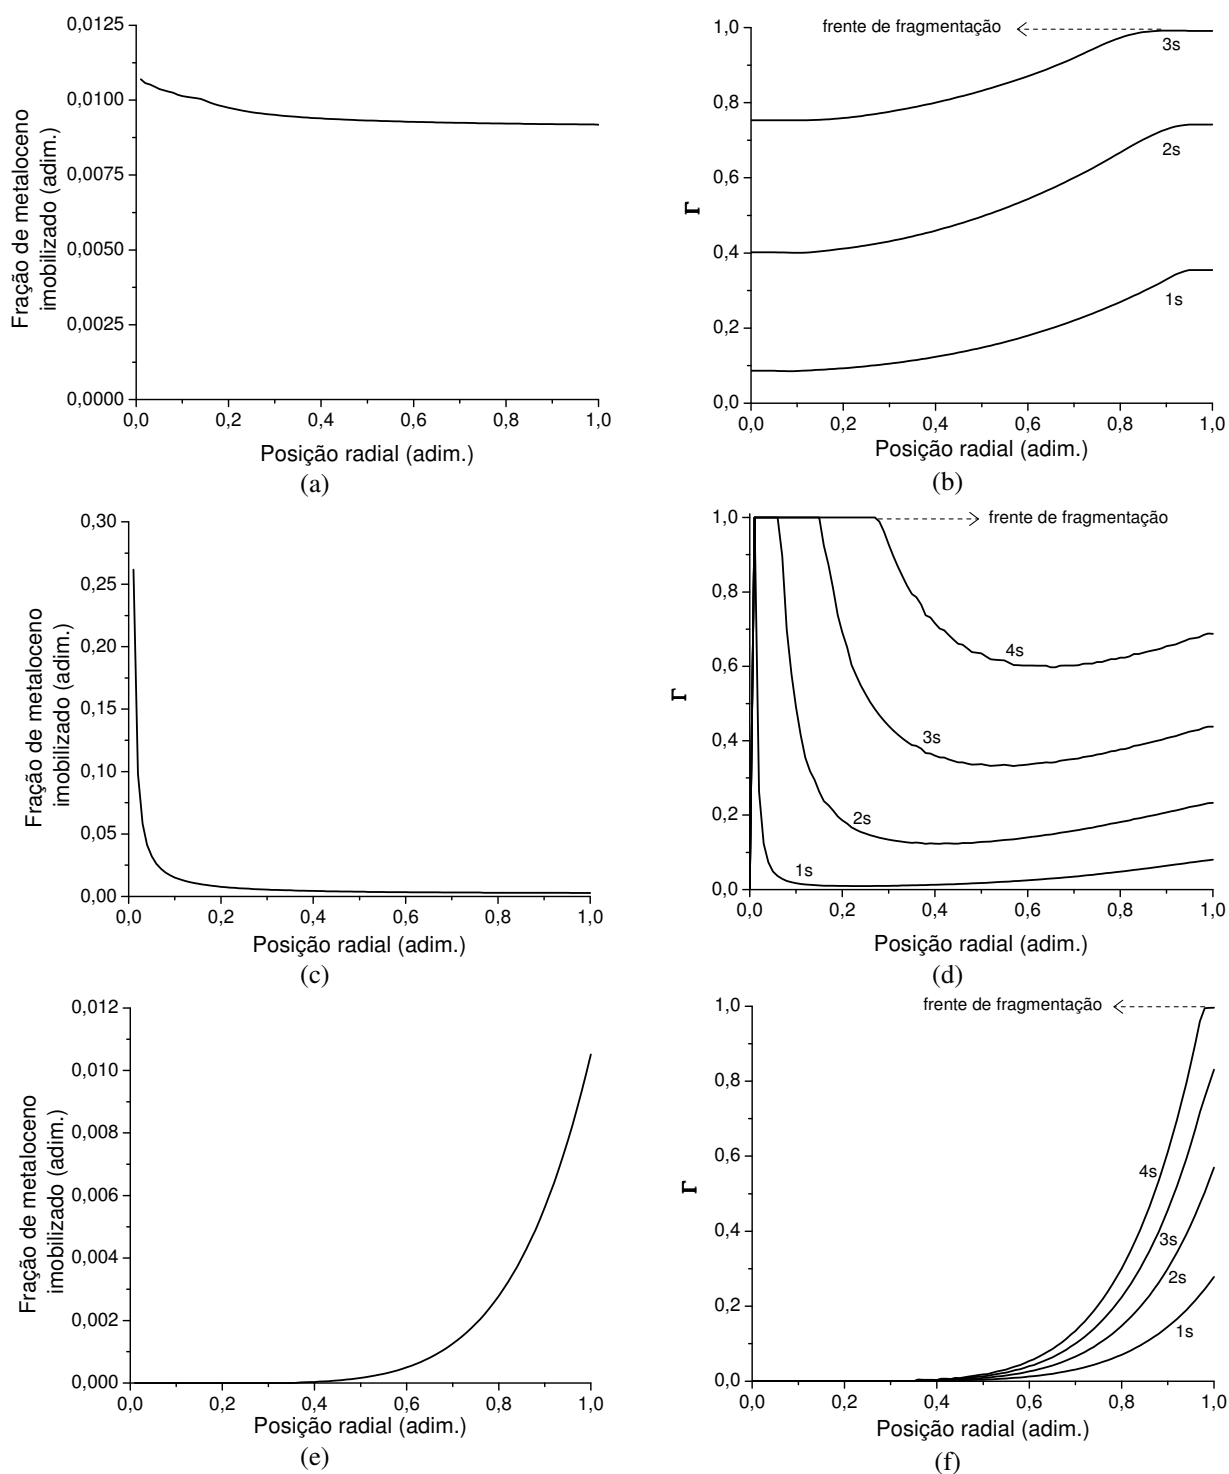 0,0125
0,0100
0,0075
0,0050
0,0025
0,0000
Fração de metaloceno
imobilizado (adim.)
0,0 0,2 0,4 0,6 0,8 1,0
Posição radial (adim.)
(a)
1,0
0,8
0,6
0,4
0,2
0,0
Γ
frente de fragmentação
3s
2s
1s
0,0 0,2 0,4 0,6 0,8 1,0
Posição radial (adim.)
(b)
0,30
0,25
0,20
0,15
0,10
0,05
0,00
Fração de metaloceno
imobilizado (adim.)
0,0 0,2 0,4 0,6 0,8 1,0
Posição radial (adim.)
(c)
1,0
0,8
0,6
0,4
0,2
0,0
Γ
frente de fragmentação
4s
3s
2s
1s
0,0 0,2 0,4 0,6 0,8 1,0
Posição radial (adim.)
(d)
0,012
0,010
0,008
0,006
0,004
0,002
0,000
Fração de metaloceno
imobilizado (adim.)
0,0 0,2 0,4 0,6 0,8 1,0
Posição radial (adim.)
(e)
1,0
0,8
0,6
0,4
0,2
0,0
Γ
frente de fragmentação
4s
3s
2s
1s
0,0 0,2 0,4 0,6 0,8 1,0
Posição radial (adim.)
(f)